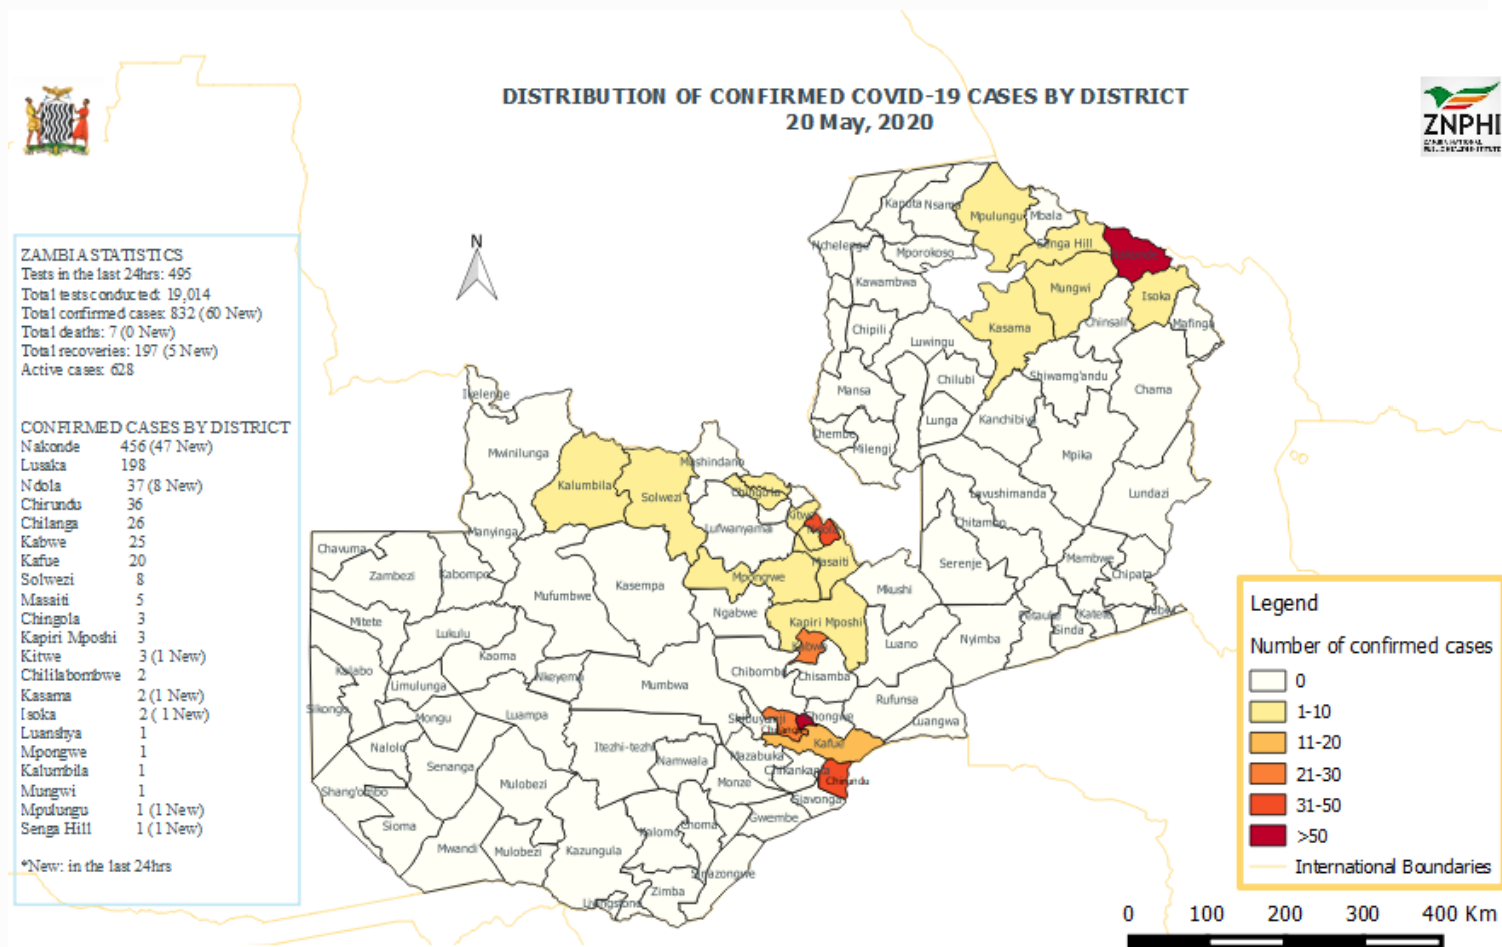 DISTRIBUTION OF CONFIRMED COVID-19 CASES BY DISTRICT
20 May, 2020
ZNPHI
N
ZAMBIA STATISTICS
Tests in the last 24hrs: 495
Total tests conducted: 19,014
Total confirmed cases: 832 (60 New)
Total deaths: 7 (0 New)
Total recoveries: 197 (5 New)
Active cases: 628
CONFIRMED CASES BY DISTRICT
Nakonde 456 (47 New)
Lusaka 198
Ndola 37 (8 New)
Chirundu 36
Chilanga 26
Kabwe 25
Kafue 20
Solwezi 8
Masaiti 5
Chingola 3
Kapiri Mposhi 3
Kitwe 3 (1 New)
Chililabombwe 2
Kasama 2 (1 New)
Isoka 2 ( 1 New)
Luanshya 1
Mpongwe 1
Kalumbila 1
Mungwi 1
Mpulungu 1 (1 New)
Senga Hill 1 (1 New)
*New: in the last 24hrs
Kaputa
Nsama
Mpulungu
Mbala
Nchelenge
Mporokoso
Senga Hill
Kawambwa
Mungwi
Isoka
Chipili
Kasama
Chinsali
Mafinga
Luwingu
Mansa
Chilubi
Shiwamg'andu
Chama
Lunga
Kanchibiya
Chembe
Milengi
Mpika
Lavushimanda
Lundazi
Chitambo
Serenje
Mambwe
Chipata
Petauke
Katete
Sinda
Nyimba
Ikelenge
Mwinilunga
Mushindano
Kalumbila
Solwezi
Chingola
Kitwe
Lufwanyama
Manyinga
Chavuma
Zambezi
Kabompo
Mufumbwe
Kasempa
Mpongwe
Masaiti
Mkushi
Ngabwe
Kapiri Mposhi
Kabwe
Luano
Mitete
Lukulu
Kaoma
Kalabo
Nkeyema
Mumbwa
Chibombo
Chisamba
Limulunga
Rufunsa
Sikongo
Mongu
Luampa
Shibuyunji
Chongwe
Luangwa
Kafue
Nalolo
Senanga
Itezhi-tezhi
Namwala
Mazabuka
Chikankata
Chirundu
Monze
Siavonga
Shang'ombo
Mulobezi
Gwembe
Sioma
Kalomo
Choma
Mwandi
Mulobezi
Kazungula
Sinazongwe
Zimba
Livingstone
Legend
Number of confirmed cases
0
1-10
11-20
21-30
31-50
>50
International Boundaries
0 100 200 300 400 Km